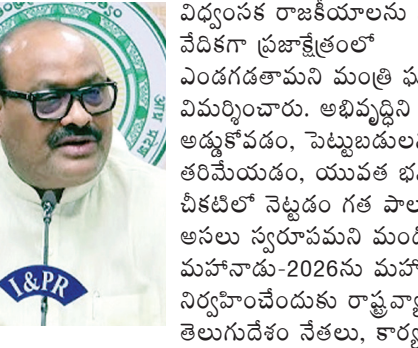 విధ్వంసక రాజకీయాలను
వేదికగా ప్రజాక్షేత్రంలో
ఎండగడతామని మంత్రి
విమర్శించారు. అభివృద్ధిని
అడ్డుకోవడం,
తరిమేయడం, యువత
చీకటిలో నెట్టడం గత
అసలు స్వరూపమని
మహానాడు-2026ను
నిర్వహించేందుకు
తెలుగుదేశం నేతలు,
I&PR